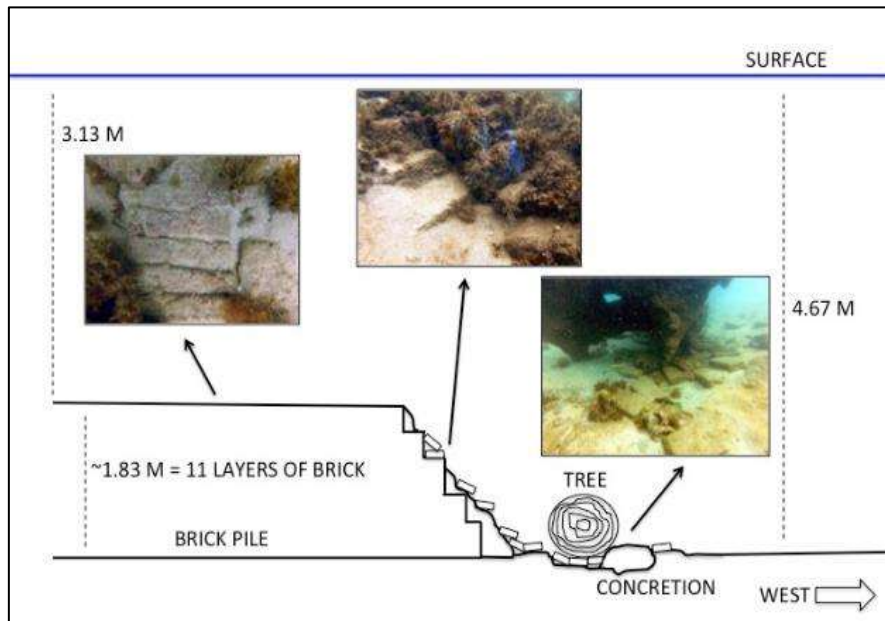 SURFACE
3.13 M
4.67 M
~1.83 M = 11 LAYERS OF BRICK
TREE
BRICK PILE
CONCRETION
WEST